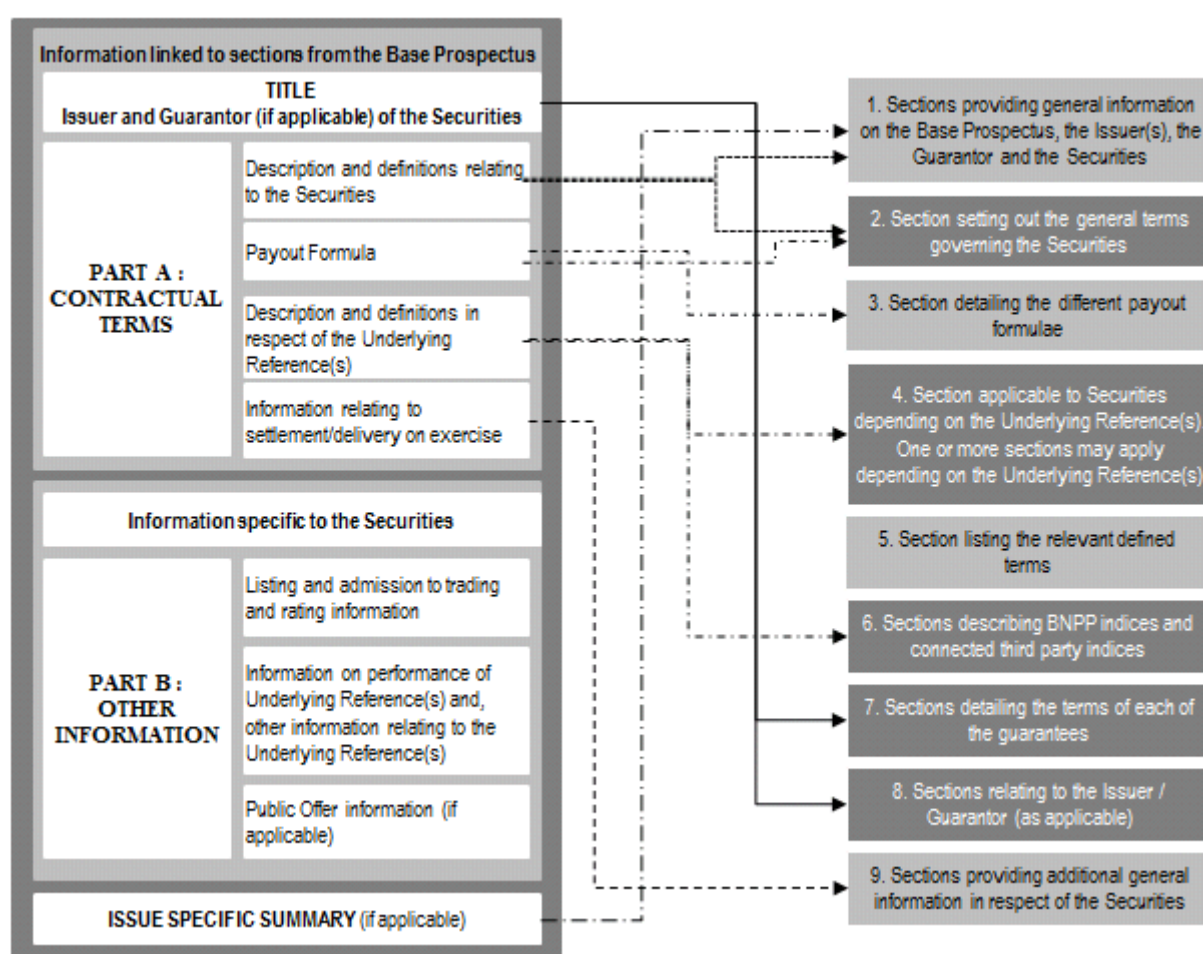 Information linked to sections from the Base Prospectus
TITLE
Issuer and Guarantor (if applicable) of the Securities
PART A :
CONTRACTUAL
TERMS
Description and definitions relating
to the Securities
Payout Formula
Description and definitions in
respect of the Underlying
Reference(s)
Information relating to
settlement/delivery on exercise
Information specific to the Securities
PART B :
OTHER
INFORMATION
Listing and admission to trading
and rating information
Information on performance of
Underlying Reference(s) and,
other information relating to the
Underlying Reference(s)
Public Offer information (if
applicable)
ISSUE SPECIFIC SUMMARY (if applicable)
1. Sections providing general information
on the Base Prospectus, the Issuer(s), the
Guarantor and the Securities
2. Section setting out the general terms
governing the Securities
3. Section detailing the different payout
formulae
4. Section applicable to Securities
depending on the Underlying Reference(s)
One or more sections may apply
depending on the Underlying Reference(s)
5. Section listing the relevant defined
terms
6. Sections describing BNPP indices and
connected third party indices
7. Sections detailing the terms of each of
the guarantees
8. Sections relating to the Issuer /
Guarantor (as applicable)
9. Sections providing additional general
information in respect of the Securities